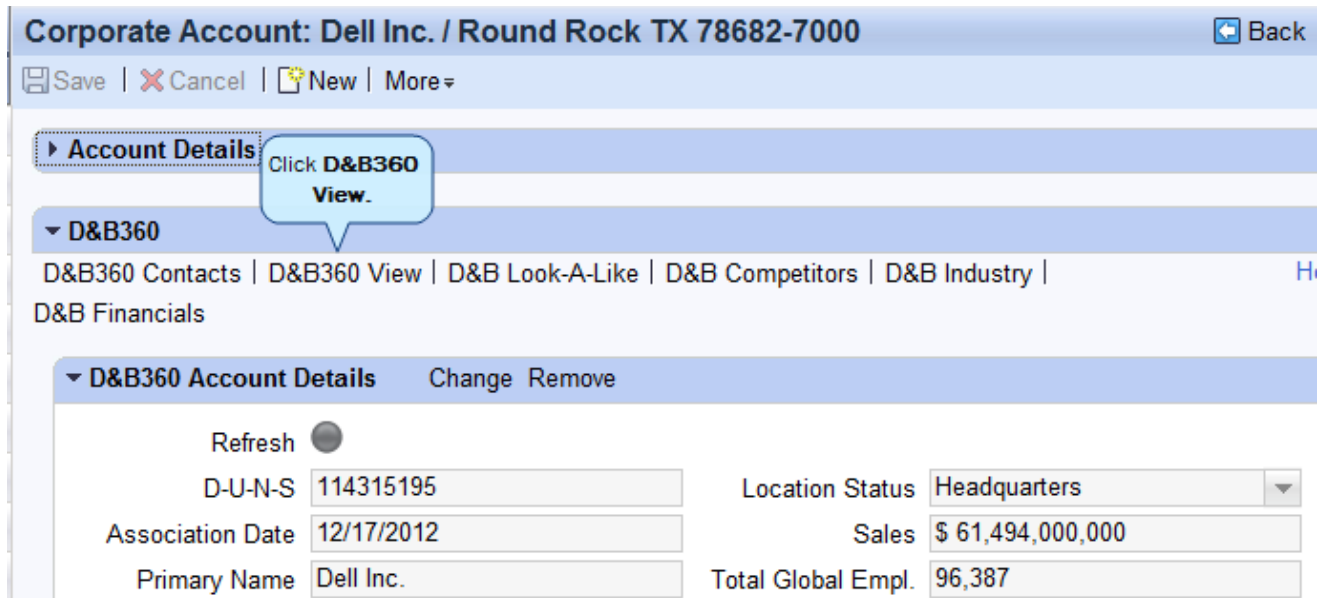 Corporate Account: Dell Inc. / Round Rock TX 78682-7000 Back
Save | Cancel | New | More
Account Details
Click D&B360
View.
D&B360
D&B360 Contacts | D&B360 View | D&B Look-A-Like | D&B Competitors | D&B Industry |
D&B Financials
D&B360 Account Details Change Remove
Refresh
D-U-N-S 114315195 Location Status Headquarters
Association Date 12/17/2012 Sales $ 61,494,000,000
Primary Name Dell Inc. Total Global Empl. 96,387